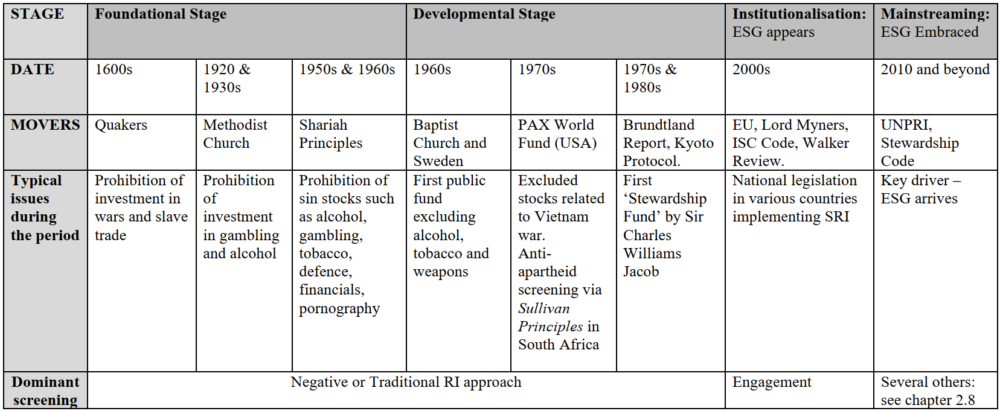 STAGE
Foundational Stage
Developmental Stage
Institutionalisation:
ESG appears
Mainstreaming:
ESG Embraced
DATE
1600s
1920 &
1930s
1950s & 1960s
1960s
1970s
1970s &
1980s
2000s
2010 and beyond
MOVERS
Quakers
Methodist
Church
Shariah
Principles
Baptist
Church and
Sweden
PAX World
Fund (USA)
Brundtland
Report, Kyoto
Protocol.
EU, Lord Myners,
ISC Code, Walker
Review.
UNPRI,
Stewardship
Code
Typical
issues
during
the period
Prohibition of
investment in
wars and slave
trade
Prohibition
of
investment
in gambling
and alcohol
Prohibition of
sin stocks such
as alcohol,
gambling,
tobacco,
defence,
financials,
pornography
First public
fund
excluding
alcohol,
tobacco and
weapons
Excluded
stocks related
to Vietnam
war.
Anti-
apartheid
screening via
Sullivan
Principles in
South Africa
First
‘Stewardship
Fund’ by Sir
Charles
Williams
Jacob
National legislation
in various countries
implementing SRI
Key driver –
ESG arrives
Dominant
screening
Negative or Traditional RI approach
Engagement
Several others:
see chapter 2.8